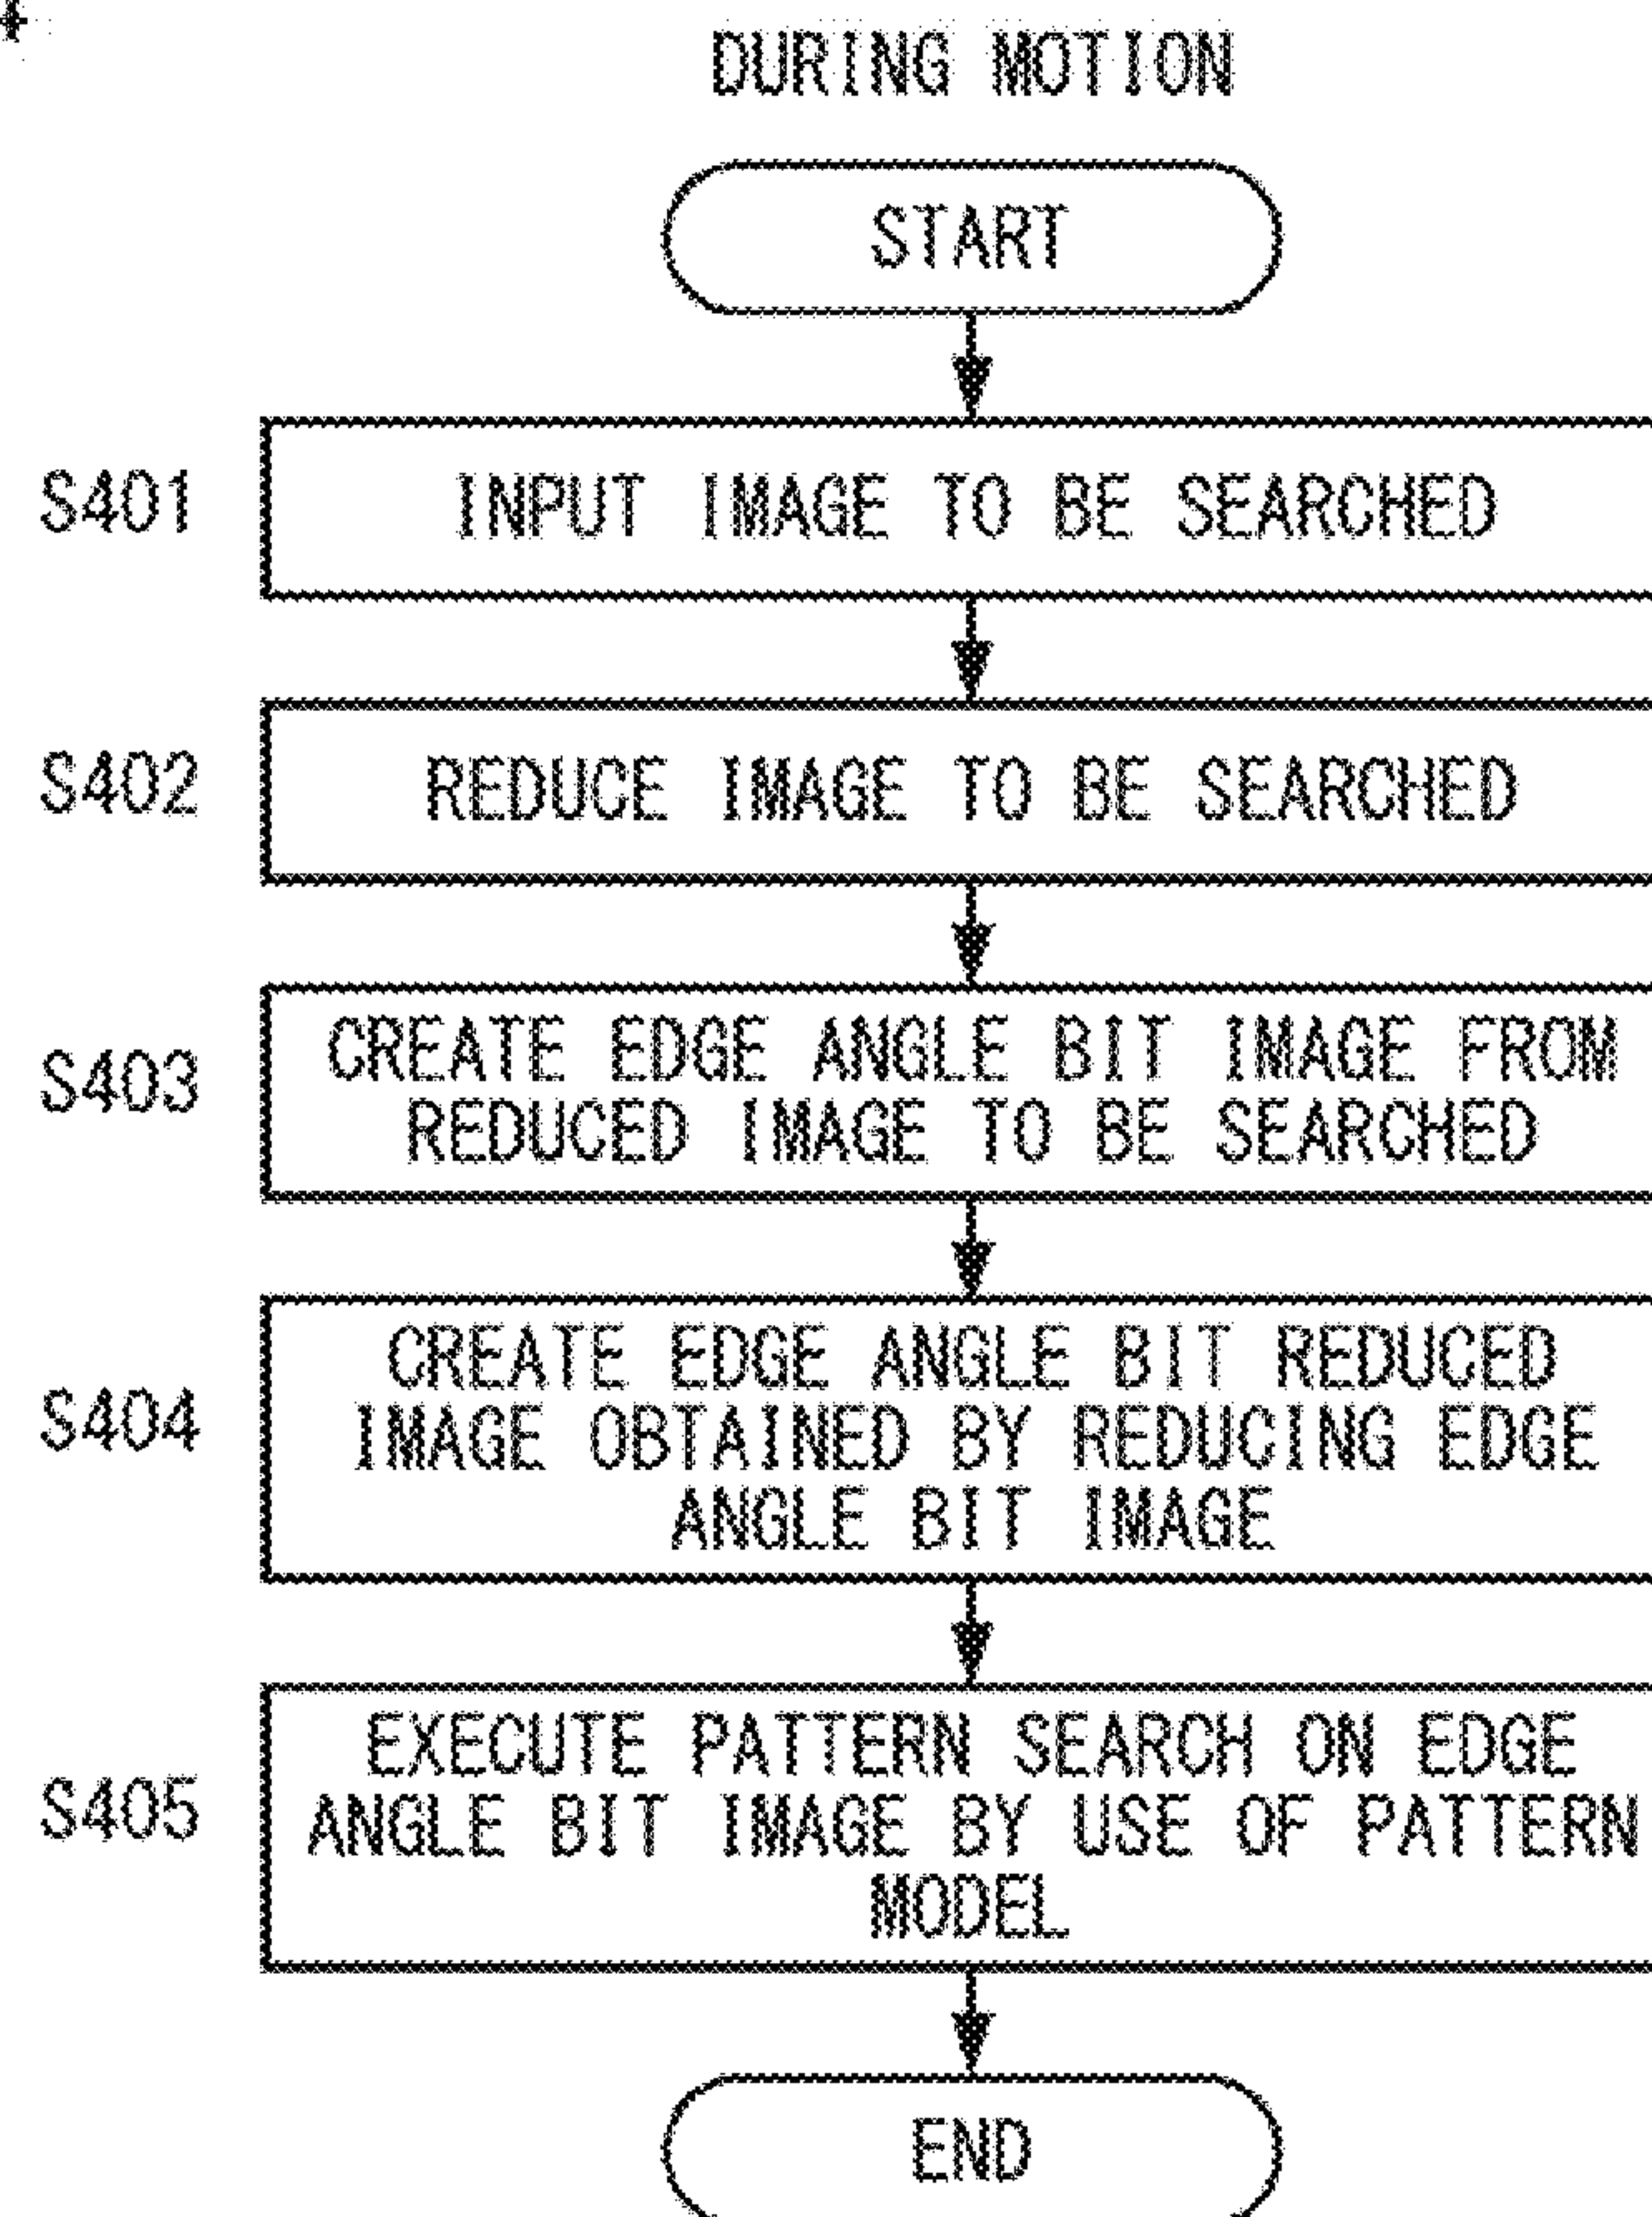 DURING MOTION
START
S401
INPUT IMAGE TO BE SEARCHED
S402
REDUCE IMAGE TO BE SEARCHED
S403
CREATE EDGE ANGLE BIT IMAGE FROM
REDUCED IMAGE TO BE SEARCHED
S404
CREATE EDGE ANGLE BIT REDUCED
IMAGE OBTAINED BY REDUCING EDGE
ANGLE BIT IMAGE
S405
EXECUTE PATTERN SEARCH ON EDGE
ANGLE BIT IMAGE BY USE OF PATTERN
MODEL
END